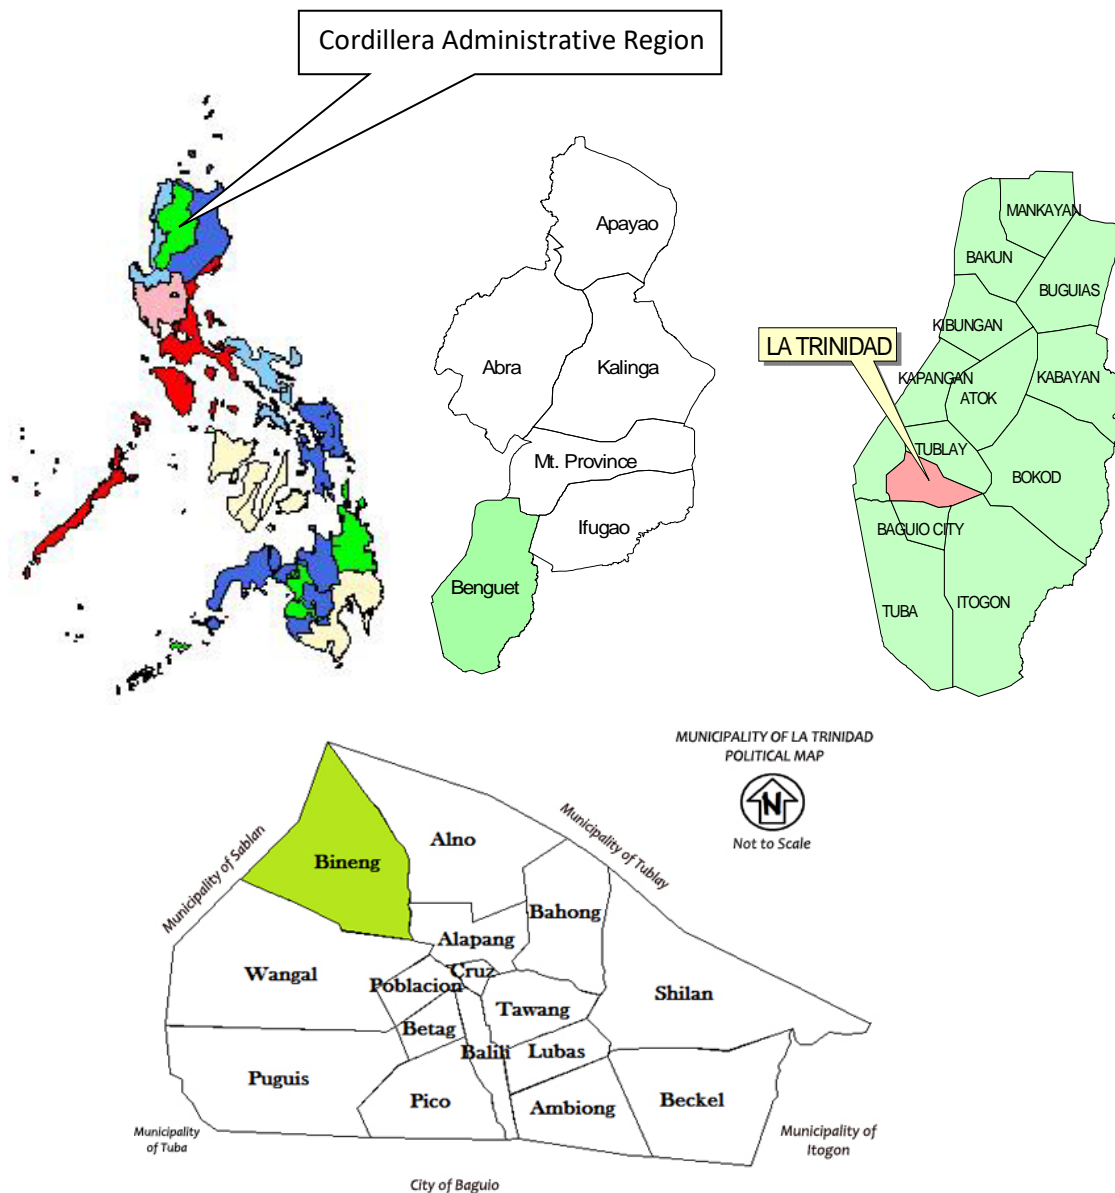 Cordillera Administrative Region
Apayao
Abra
Kalinga
Mt. Province
Ifugao
Benguet
MANKAYAN
BAKUN
BUGUIAS
KIBUNGAN
LA TRINIDAD
KAPANGAN
KABAYAN
ATOK
TUBLAY
BOKOD
BAGUIO CITY
ITOGON
TUBA
MUNICIPALITY OF LA TRINIDAD
POLITICAL MAP
N
Not to Scale
Municipality of Sablan
Municipality of Tublay
Alno
Bineng
Bahong
Alapang
Wangal
Cruz
Poblacion
Shilan
Tawang
Betag
Balili
Lubas
Puguis
Pico
Ambiong
Beckel
Municipality
of Tuba
Municipality of
Itogon
City of Baguio